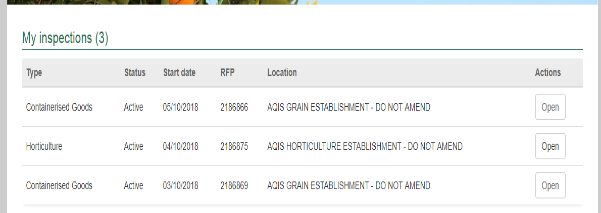 My inspections (3)
Type Status Start date RFP Location Actions
Containerised Goods Active 05/10/2018 2186866 AQIS GRAIN ESTABLISHMENT - DO NOT AMEND Open
Horticulture Active 04/10/2018 2186875 AQIS HORTICULTURE ESTABLISHMENT - DO NOT AMEND Open
Containerised Goods Active 03/10/2018 2186869 AQIS GRAIN ESTABLISHMENT - DO NOT AMEND Open